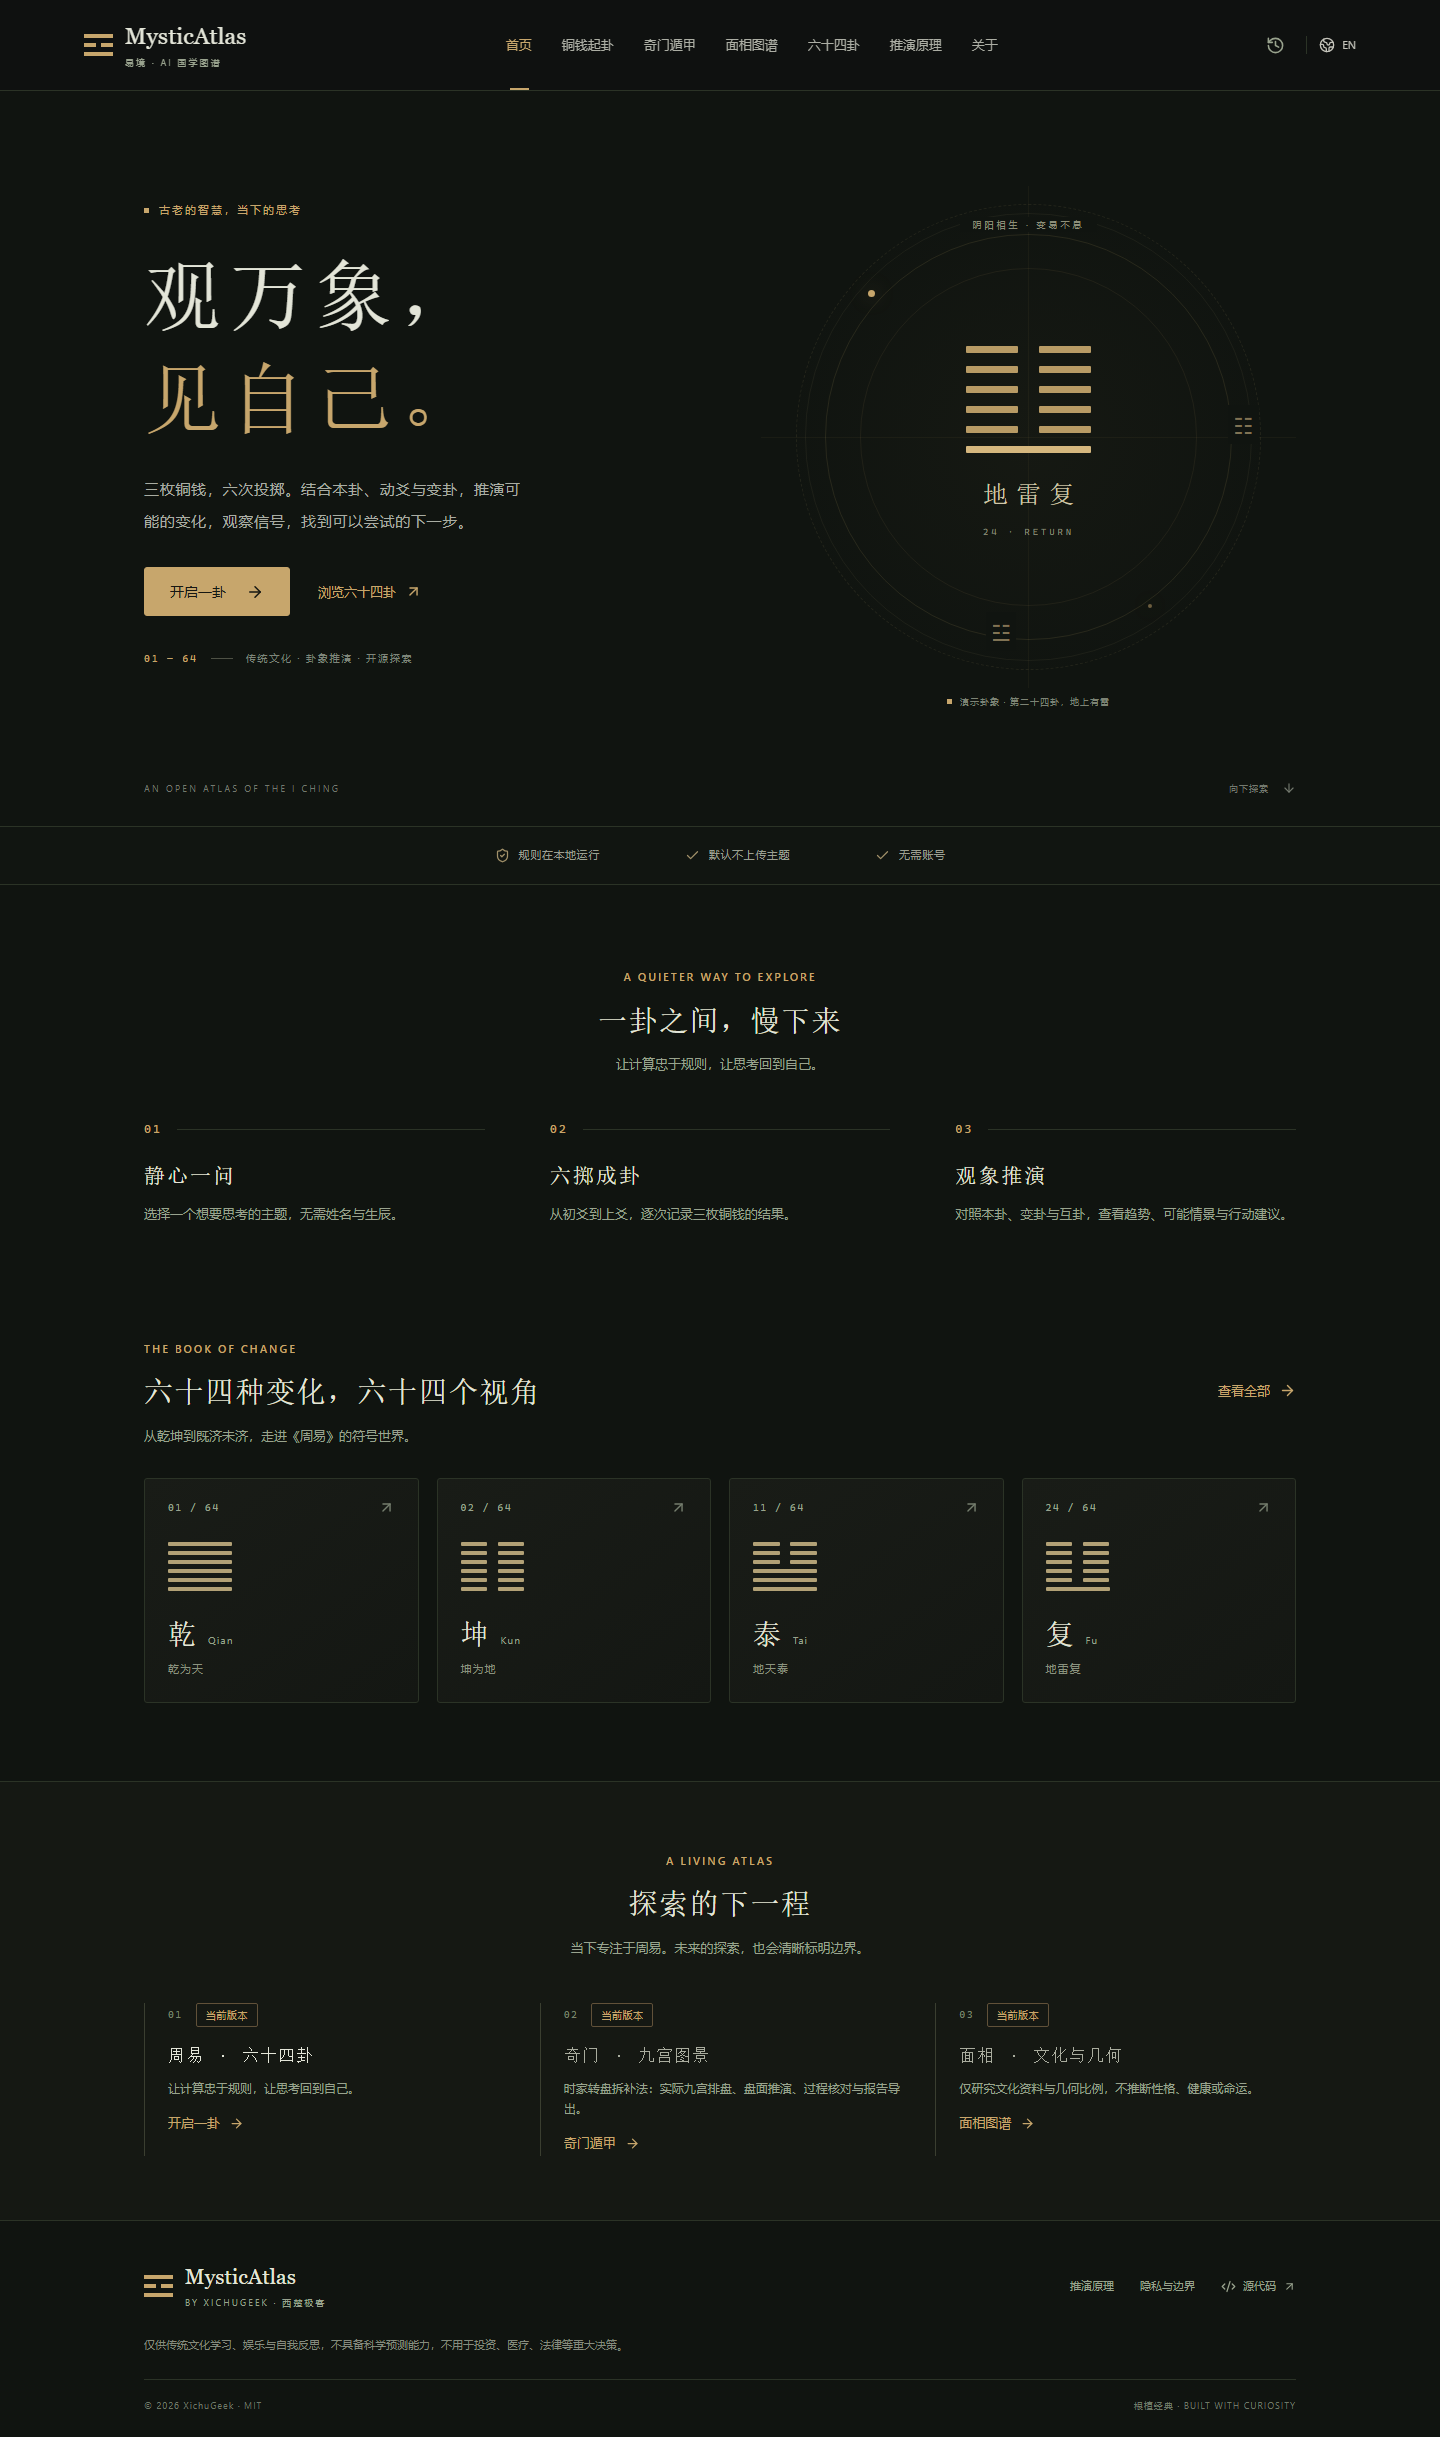 MysticAtlas
易境 · AI 国学图谱
首页 铜钱起卦 奇门遁甲 面相图谱 六十四卦 推演原理 关于
EN
古老的智慧，当下的思考
观万象，
见自己。
三枚铜钱，六次投掷。结合本卦、动爻与变卦，推演可
能的变化，观察信号，找到可以尝试的下一步。
开启一卦
浏览六十四卦
01 — 64 传统文化 · 卦象推演 · 开源探索
阴阳相生 · 变易不息
地雷复
24 · RETURN
演示卦象 · 第二十四卦，地上有雷
AN OPEN ATLAS OF THE I CHING
向下探索
规则在本地运行
默认不上传主题
无需账号
A QUIETER WAY TO EXPLORE
一卦之间，慢下来
让计算忠于规则，让思考回到自己。
01
静心一问
选择一个想要思考的主题，无需姓名与生辰。
02
六掷成卦
从初爻到上爻，逐次记录三枚铜钱的结果。
03
观象推演
对照本卦、变卦与互卦，查看趋势、可能情景与行动建议。
THE BOOK OF CHANGE
六十四种变化，六十四个视角
从乾坤到既济未济，走进《周易》的符号世界。
查看全部
01 / 64
乾 Qian
乾为天
02 / 64
坤 Kun
坤为地
11 / 64
泰 Tai
地天泰
24 / 64
复 Fu
地雷复
A LIVING ATLAS
探索的下一程
当下专注于周易。未来的探索，也会清晰标明边界。
01 当前版本
周易 · 六十四卦
让计算忠于规则，让思考回到自己。
开启一卦
02 当前版本
奇门 · 九宫图景
时家转盘拆补法：实际九宫排盘、盘面推演、过程核对与报告导
出。
奇门遁甲
03 当前版本
面相 · 文化与几何
仅研究文化资料与几何比例，不推断性格、健康或命运。
面相图谱
MysticAtlas
BY XICHUGEEK · 西楚极客
推演原理 隐私与边界 源代码
仅供传统文化学习、娱乐与自我反思，不具备科学预测能力，不用于投资、医疗、法律等重大决策。
© 2026 XichuGeek · MIT
根植经典 · BUILT WITH CURIOSITY